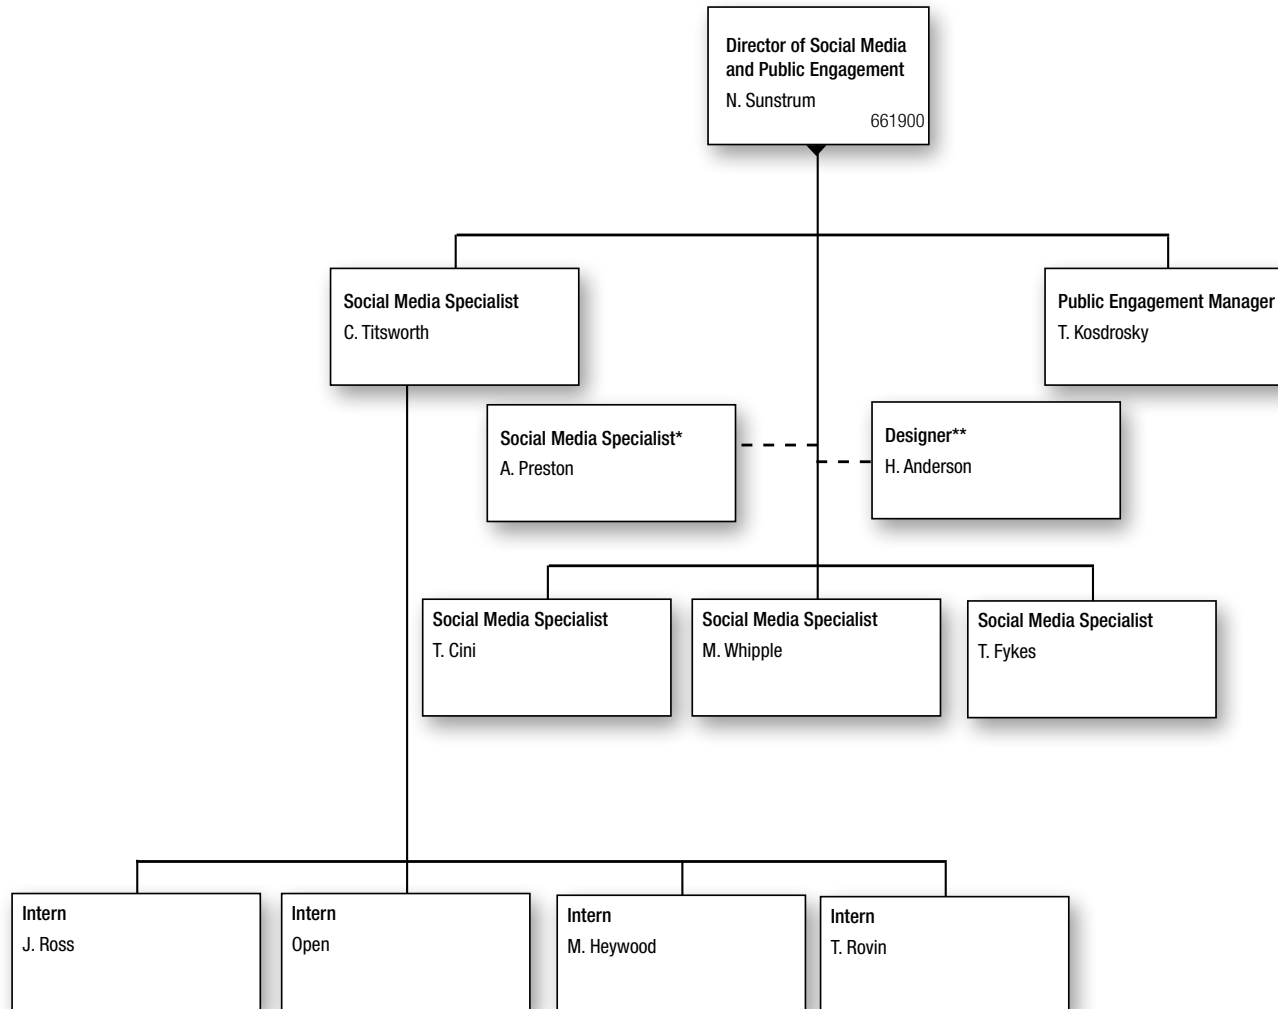 Director of Social Media
and Public Engagement
N. Sunstrum
661900
Social Media Specialist
C. Titsworth
Public Engagement Manager
T. Kosdrosky
Social Media Specialist*
A. Preston
Designer**
H. Anderson
Social Media Specialist
T. Cini
Social Media Specialist
M. Whipple
Social Media Specialist
T. Fykes
Intern
J. Ross
Intern
Open
Intern
M. Heywood
Intern
T. Rovin